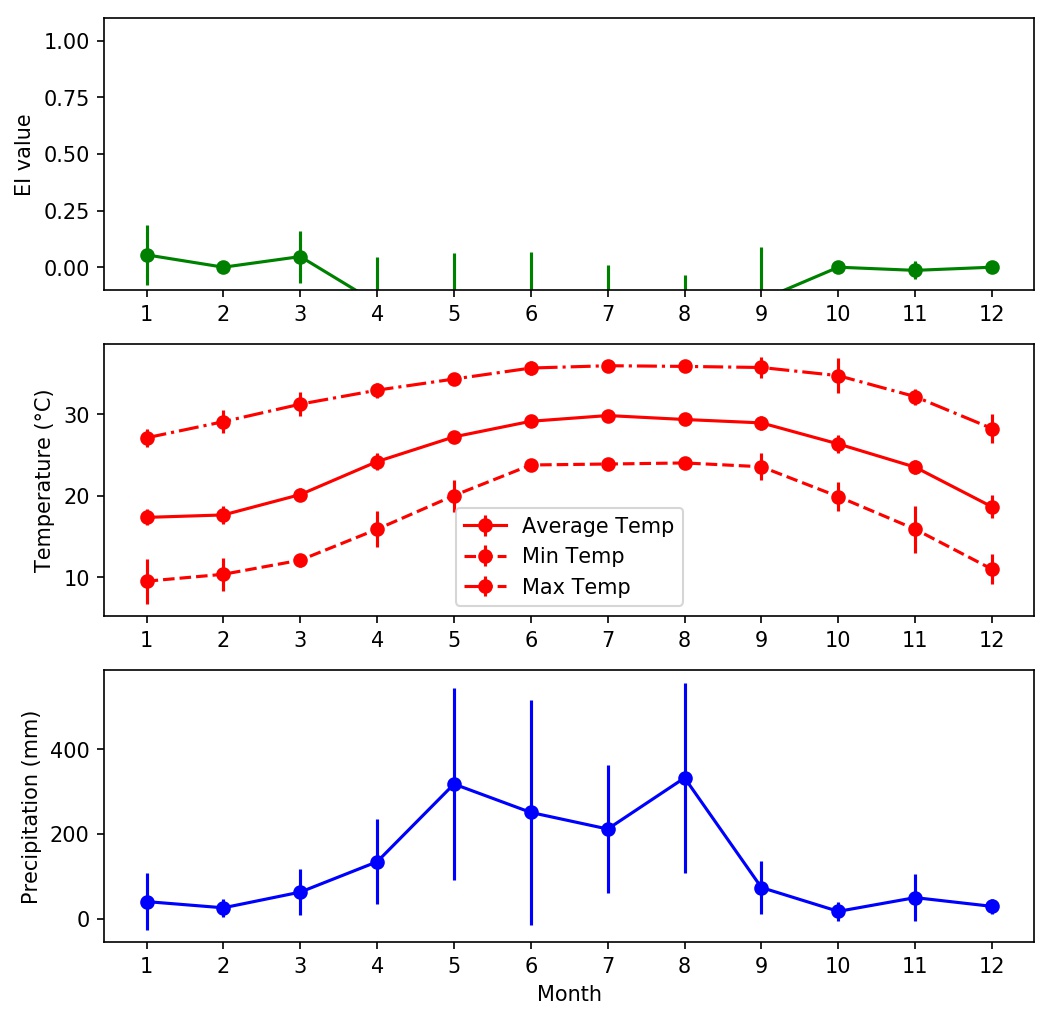 1.00
0.75
0.50
0.25
0.00
EI value
1 2 3 4 5 6 7 8 9 10 11 12
30
20
10
Temperature (°C)
Average Temp
Min Temp
Max Temp
1 2 3 4 5 6 7 8 9 10 11 12
400
200
0
Precipitation (mm)
1 2 3 4 5 6 7 8 9 10 11 12
Month